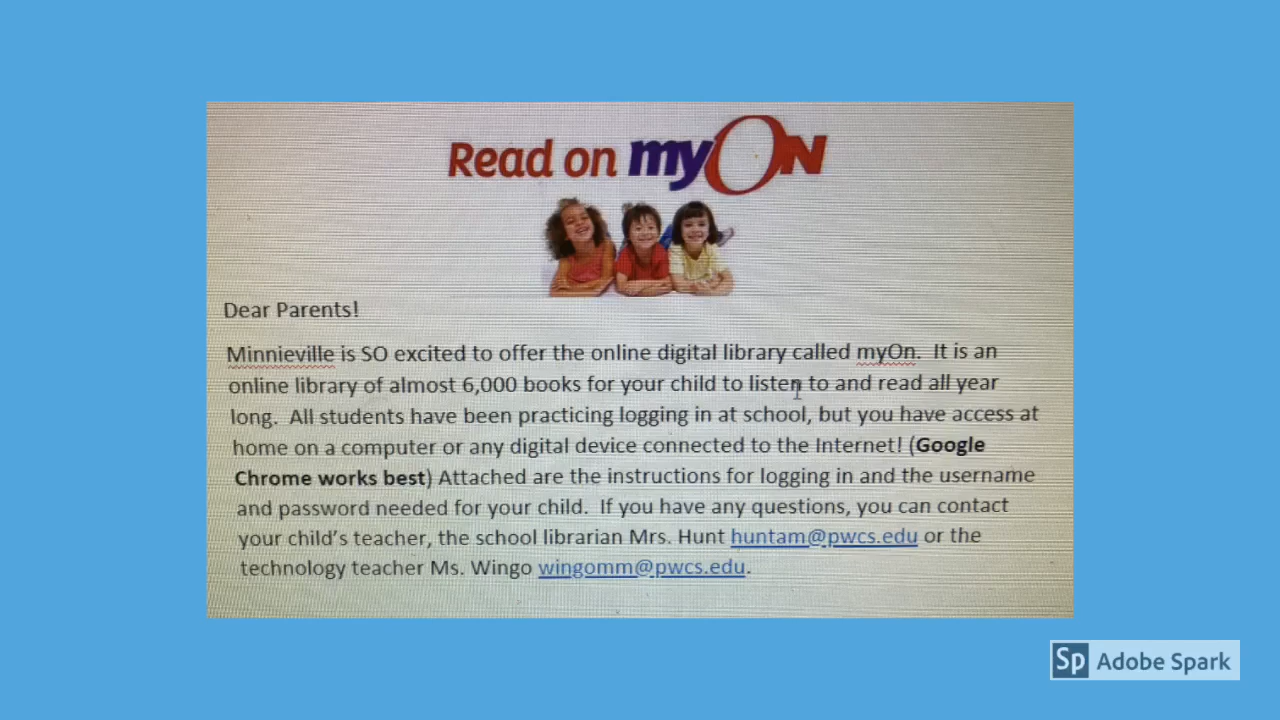 Read on myON
Dear Parents!
Minnieville is SO excited to offer the online digital library called myOn.  It is an
online library of almost 6,000 books for your child to listen to and read all year
long.  All students have been practicing logging in at school, but you have access at
home on a computer or any digital device connected to the Internet! (Google
Chrome works best) Attached are the instructions for logging in and the username
and password needed for your child.  If you have any questions, you can contact
your child's teacher, the school librarian Mrs. Hunt huntam@pwcs.edu or the
technology teacher Ms. Wingo wingomm@pwcs.edu.
Sp Adobe Spark